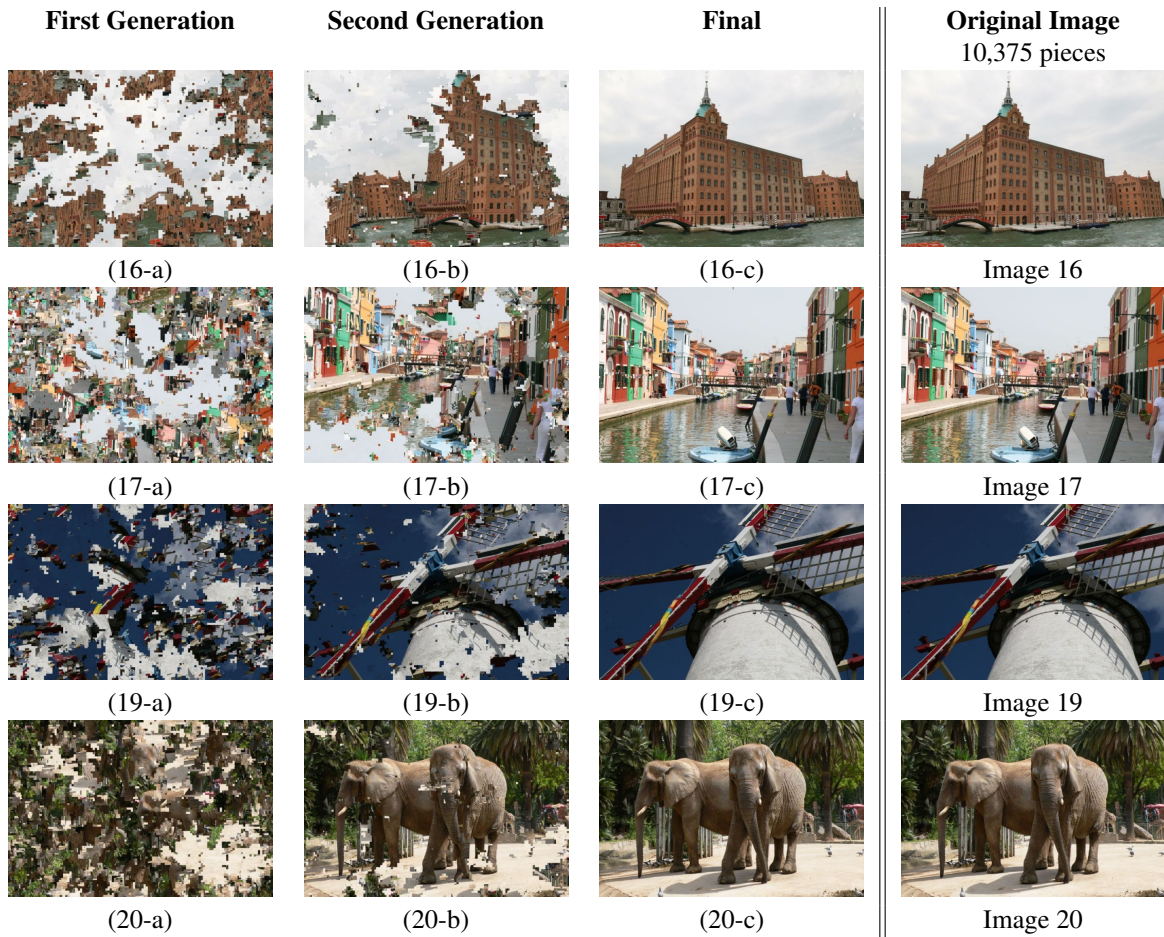 First Generation
Second Generation
Final
Original Image
10,375 pieces
(16-a)
(16-b)
(16-c)
Image 16
(17-a)
(17-b)
(17-c)
Image 17
(19-a)
(19-b)
(19-c)
Image 19
(20-a)
(20-b)
(20-c)
Image 20